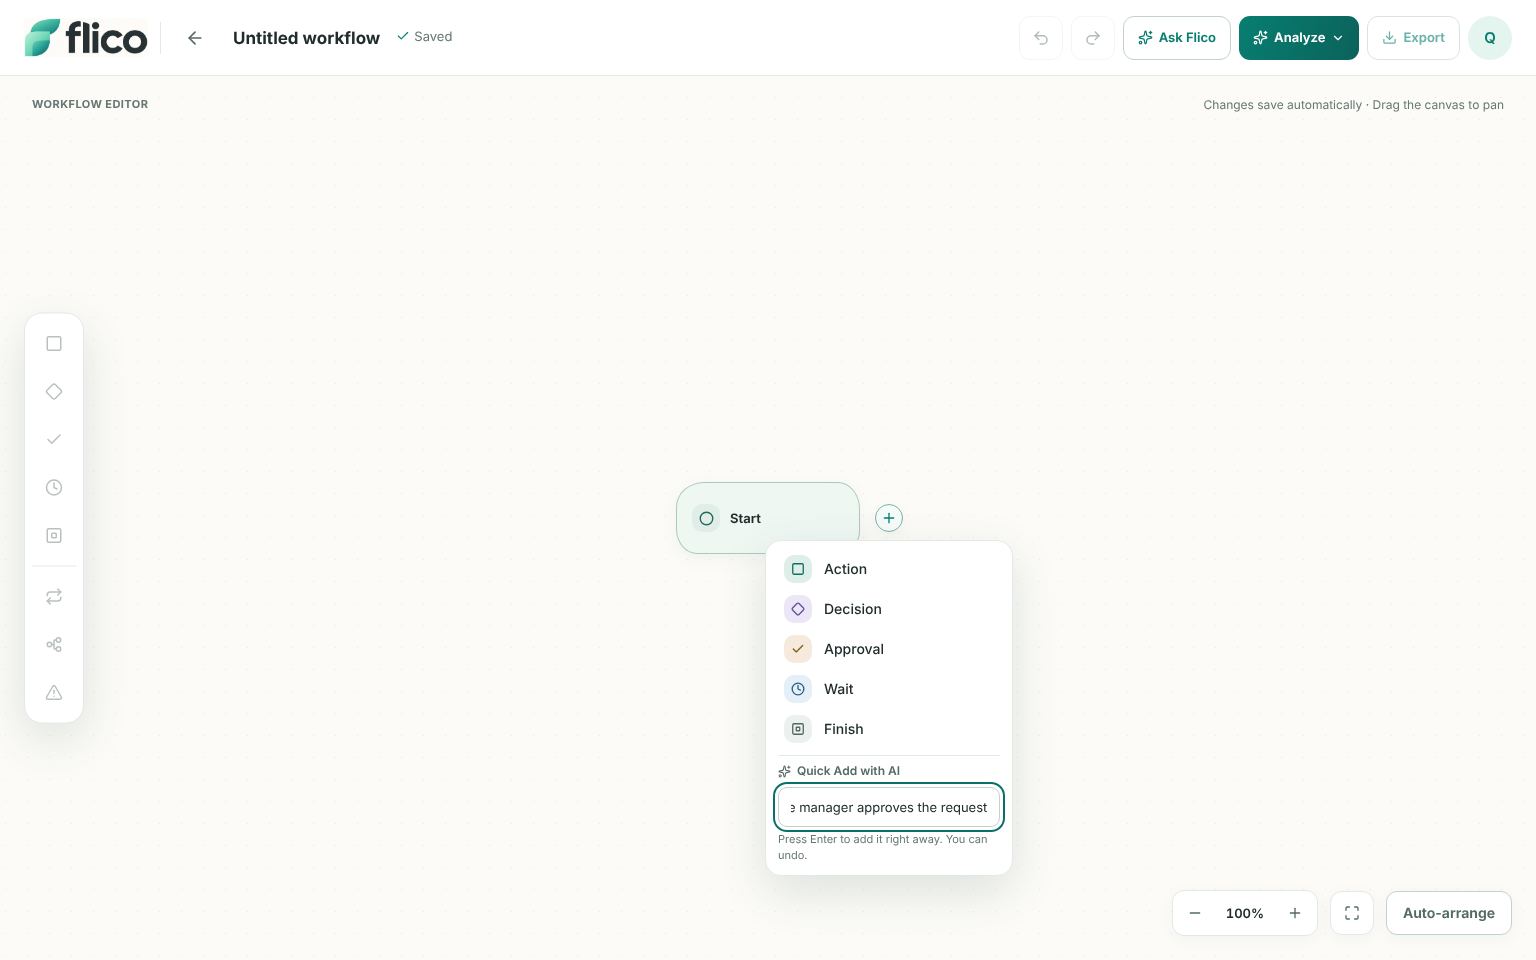 flico
Untitled workflow
Saved
Ask Flico
Analyze
Export
Q
WORKFLOW EDITOR
Changes save automatically · Drag the canvas to pan
Start
Action
Decision
Approval
Wait
Finish
Quick Add with AI
manager approves the request
Press Enter to add it right away. You can
undo.
100%
Auto-arrange